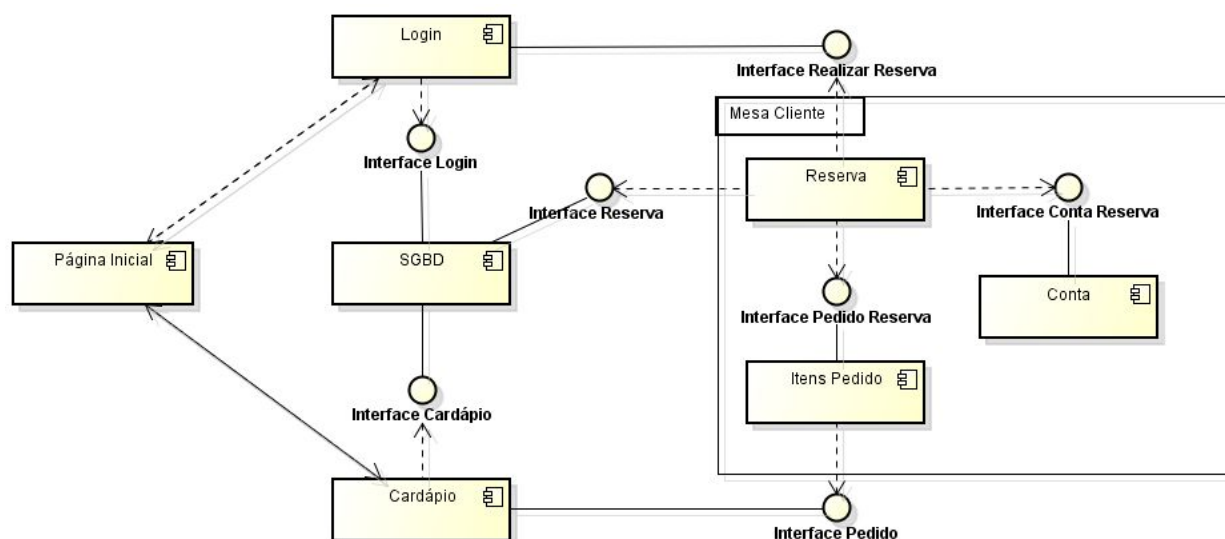 Login
Interface Realizar Reserva
Mesa Cliente
Interface Login
Reserva
Interface Reserva
Interface Conta Reserva
Página Inicial
SGBD
Conta
Interface Pedido Reserva
Itens Pedido
Interface Cardápio
Cardápio
Interface Pedido